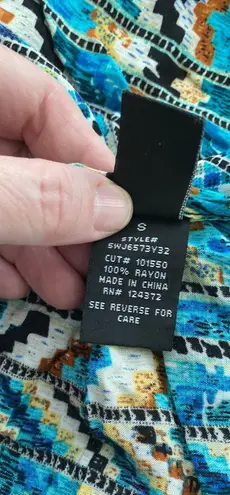 S
STYLE#
SWJ6573Y32
CUT# 101550
100% RAYON
MADE IN CHINA
RN# 124372
SEE REVERSE FOR
CARE